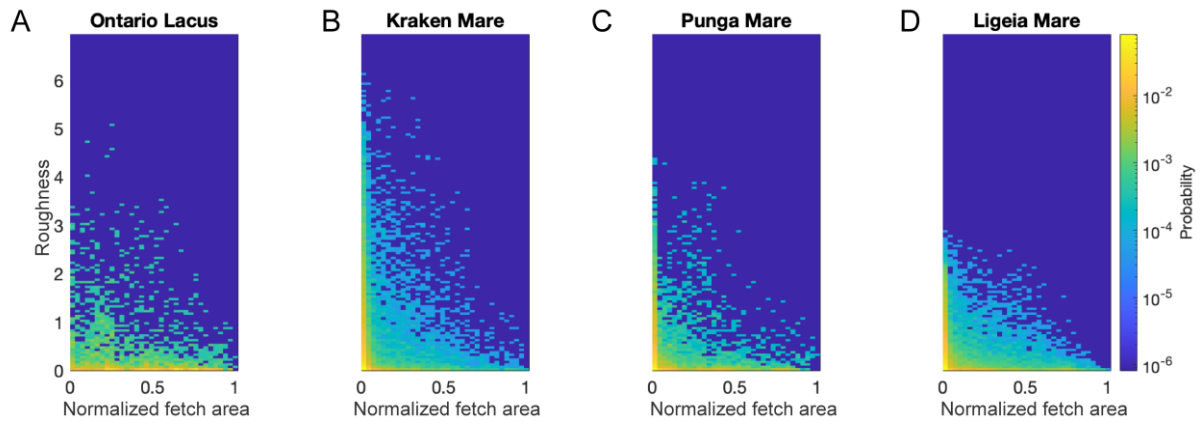 A Ontario Lacus
B Kraken Mare
C Punga Mare
D Ligeia Mare
Roughness
6
5
4
3
2
1
0
0 0.5 1
Normalized fetch area
0 0.5 1
Normalized fetch area
0 0.5 1
Normalized fetch area
0 0.5 1
Normalized fetch area
10⁻²
10⁻³
10⁻⁴
10⁻⁵
10⁻⁶
Probability